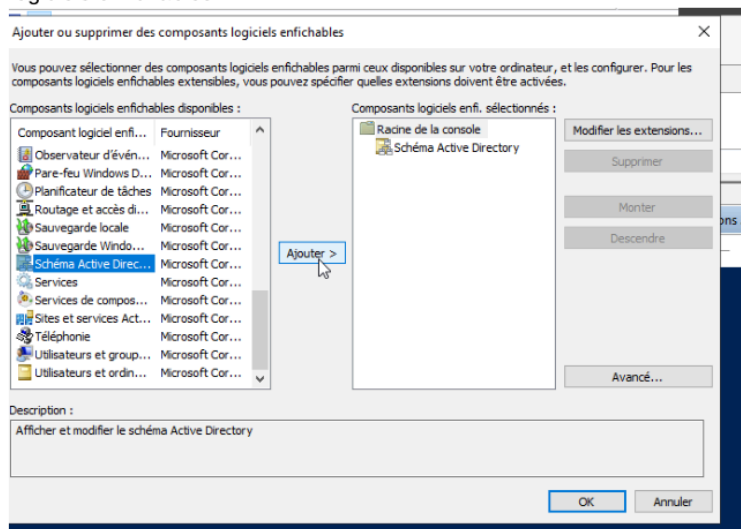 Ajouter ou supprimer des composants logiciels enfichables
Vous pouvez sélectionner des composants logiciels enfichables parmi ceux disponibles sur votre ordinateur, et les configurer. Pour les
composants logiciels enfichables extensibles, vous pouvez spécifier quelles extensions doivent être activées.
Composants logiciels enfichables disponibles :
Composant logiciel enfi... Fournisseur
Observateur d'évén... Microsoft Cor...
Pare-feu Windows D... Microsoft Cor...
Planificateur de tâches Microsoft Cor...
Routage et accès di... Microsoft Cor...
Sauvegarde locale Microsoft Cor...
Sauvegarde Windo... Microsoft Cor...
Schéma Active Direc... Microsoft Cor...
Services Microsoft Cor...
Services de compos... Microsoft Cor...
Sites et services Act... Microsoft Cor...
Téléphonie Microsoft Cor...
Utilisateurs et group... Microsoft Cor...
Utilisateurs et ordin... Microsoft Cor...
Ajouter >
Composants logiciels enfi. sélectionnés :
Racine de la console
Schéma Active Directory
Modifier les extensions...
Supprimer
Monter
Descendre
Avancé...
Description :
Afficher et modifier le schéma Active Directory
OK Annuler